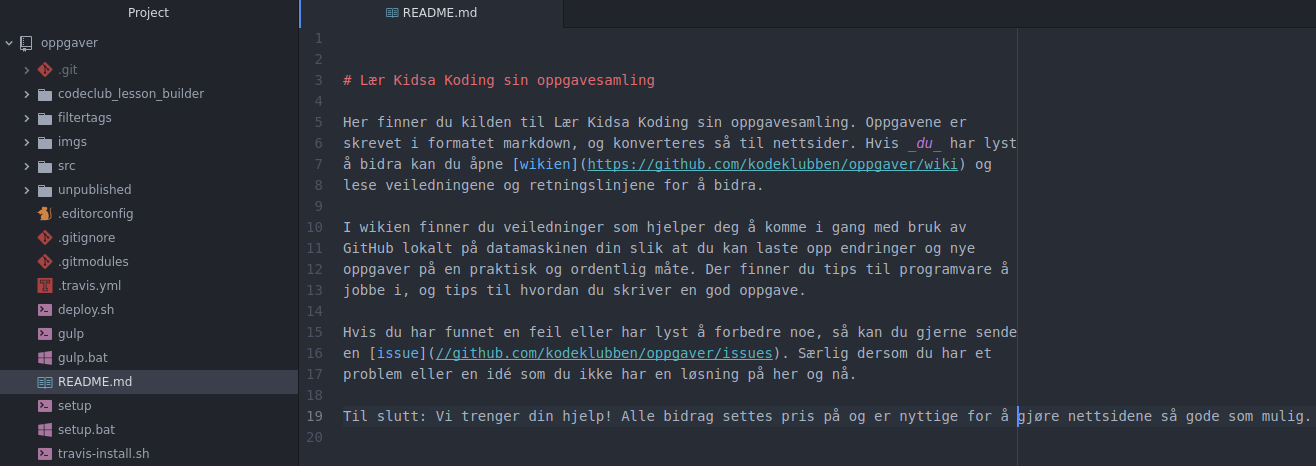 Project
oppgaver
.git
codeclub_lesson_builder
filtertags
imgs
src
unpublished
.editorconfig
.gitignore
.gitmodules
.travis.yml
deploy.sh
gulp
gulp.bat
README.md
setup
setup.bat
travis-install.sh
README.md
1
2
3 # Lær Kidsa Koding sin oppgavesamling
4
5 Her finner du kilden til Lær Kidsa Koding sin oppgavesamling. Oppgavene er
6 skrevet i formatet markdown, og konverteres så til nettsider. Hvis _du_ har lyst
7 å bidra kan du åpne [wikien](https://github.com/kodeklubben/oppgaver/wiki) og
8 lese veiledningene og retningslinjene for å bidra.
9
10 I wikien finner du veiledninger som hjelper deg å komme i gang med bruk av
11 GitHub lokalt på datamaskinen din slik at du kan laste opp endringer og nye
12 oppgaver på en praktisk og ordentlig måte. Der finner du tips til programvare å
13 jobbe i, og tips til hvordan du skriver en god oppgave.
14
15 Hvis du har funnet en feil eller har lyst å forbedre noe, så kan du gjerne sende
16 en [issue](//github.com/kodeklubben/oppgaver/issues). Særlig dersom du har et
17 problem eller en idé som du ikke har en løsning på her og nå.
18
19 Til slutt: Vi trenger din hjelp! Alle bidrag settes pris på og er nyttige for å gjøre nettsidene så gode som mulig.
20